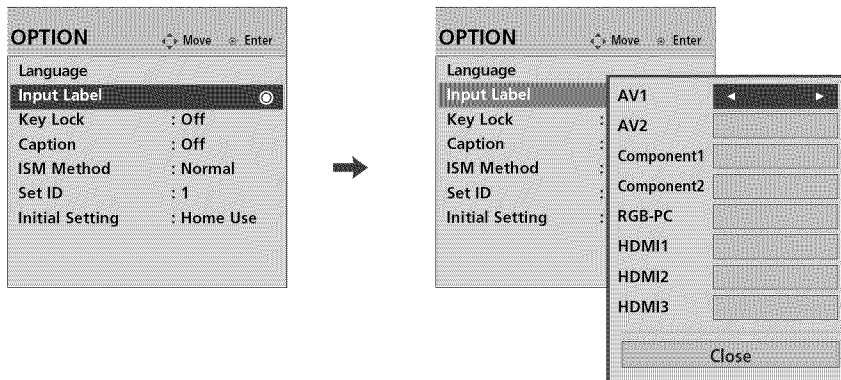 OPTION Move Enter
Language
Input Label
Key Lock : Off
Caption : Off
ISM Method : Normal
Set ID : 1
Initial Setting : Home Use
OPTION Move Enter
Language
Input Label
Key Lock :
Caption :
ISM Method :
Set ID :
Initial Setting :
AV1
AV2
Component1
Component2
RGB-PC
HDMI1
HDMI2
HDMI3
Close